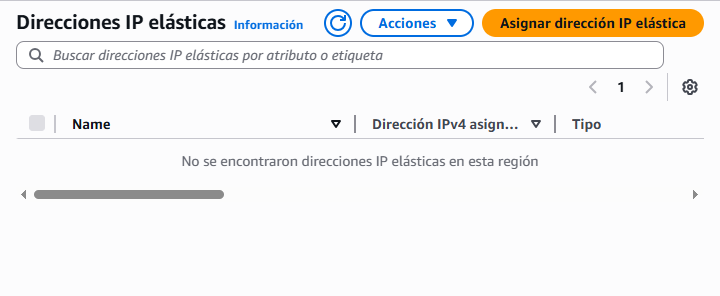 Direcciones IP elásticas Información Acciones Asignar dirección IP elástica
Buscar direcciones IP elásticas por atributo o etiqueta
1
Name Dirección IPv4 asign... Tipo
No se encontraron direcciones IP elásticas en esta región